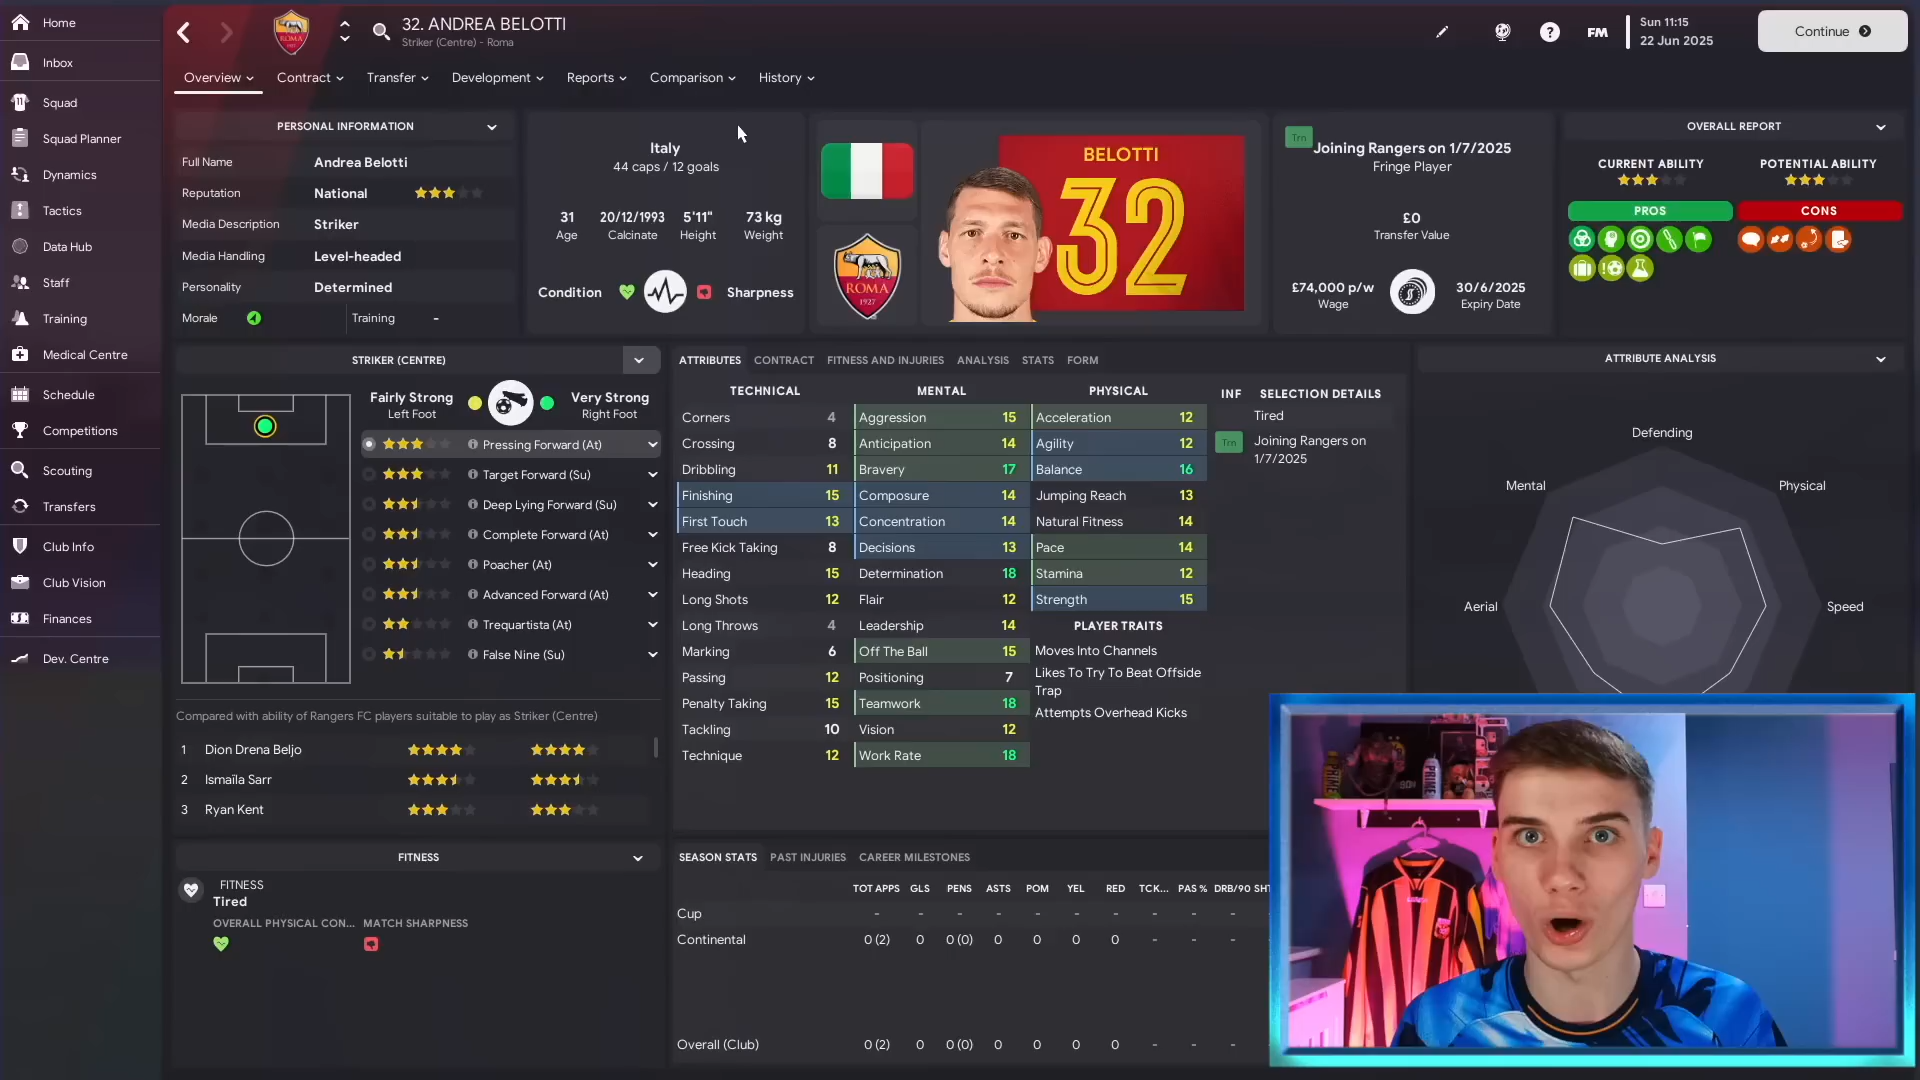 Home
Inbox
Squad
Squad Planner
Dynamics
Tactics
Data Hub
Staff
Training
Medical Centre
Schedule
Competitions
Scouting
Transfers
Club Info
Club Vision
Finances
Dev. Centre
32. ANDREA BELOTTI
Striker (Centre) - Roma
FM
Sun 11:15
22 Jun 2025
Continue
Overview Contract Transfer Development Reports Comparison History
PERSONAL INFORMATION
Full Name Andrea Belotti
Reputation National
Media Description Striker
Media Handling Level-headed
Personality Determined
Morale Training -
Italy
44 caps / 12 goals
31 20/12/1993 5'11" 73 kg
Age Calcinate Height Weight
Condition Sharpness
ROMA
1927
BELOTTI
32
Trn Joining Rangers on 1/7/2025
Fringe Player
£0
Transfer Value
£74,000 p/w 30/6/2025
Wage Expiry Date
OVERALL REPORT
CURRENT ABILITY POTENTIAL ABILITY
PROS CONS
STRIKER (CENTRE)
Fairly Strong Very Strong
Left Foot Right Foot
Pressing Forward (At)
Target Forward (Su)
Deep Lying Forward (Su)
Complete Forward (At)
Poacher (At)
Advanced Forward (At)
Trequartista (At)
False Nine (Su)
Compared with ability of Rangers FC players suitable to play as Striker (Centre)
1 Dion Drena Beljo
2 Ismaïla Sarr
3 Ryan Kent
FITNESS
FITNESS
Tired
OVERALL PHYSICAL CON... MATCH SHARPNESS
ATTRIBUTES CONTRACT FITNESS AND INJURIES ANALYSIS STATS FORM
TECHNICAL MENTAL PHYSICAL
Corners 4 Aggression 15 Acceleration 12
Crossing 8 Anticipation 14 Agility 12
Dribbling 11 Bravery 17 Balance 16
Finishing 15 Composure 14 Jumping Reach 13
First Touch 13 Concentration 14 Natural Fitness 14
Free Kick Taking 8 Decisions 13 Pace 14
Heading 15 Determination 18 Stamina 12
Long Shots 12 Flair 12 Strength 15
Long Throws 4 Leadership 14 PLAYER TRAITS
Marking 6 Off The Ball 15 Moves Into Channels
Passing 12 Positioning 7 Likes To Try To Beat Offside
Trap
Penalty Taking 15 Teamwork 18 Attempts Overhead Kicks
Tackling 10 Vision 12
Technique 12 Work Rate 18
INF SELECTION DETAILS
Tired
Trn Joining Rangers on
1/7/2025
ATTRIBUTE ANALYSIS
Defending
Mental Physical
Aerial Speed
SEASON STATS PAST INJURIES CAREER MILESTONES
TOT APPS GLS PENS ASTS POM YEL RED TCK... PAS % DRB/90 SHT
Cup - - - - - - - - - -
Continental 0 (2) 0 0 (0) 0 0 0 0 - - -
Overall (Club) 0 (2) 0 0 (0) 0 0 0 0 - - -
PRIME
PRIME